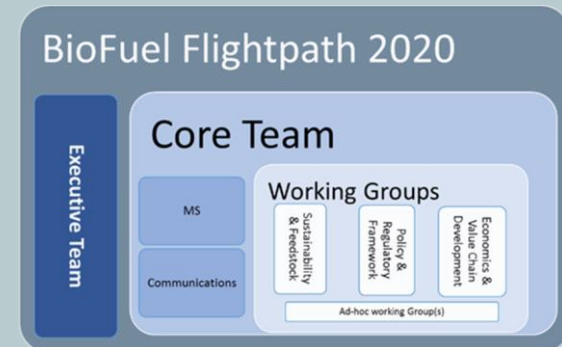 BioFuel Flightpath 2020
Executive Team
Core Team
MS
Communications
Working Groups
Sustainability
& Feedstock
Policy &
Regulatory
Framework
Economics &
Value Chain
Development
Ad-hoc working Group(s)